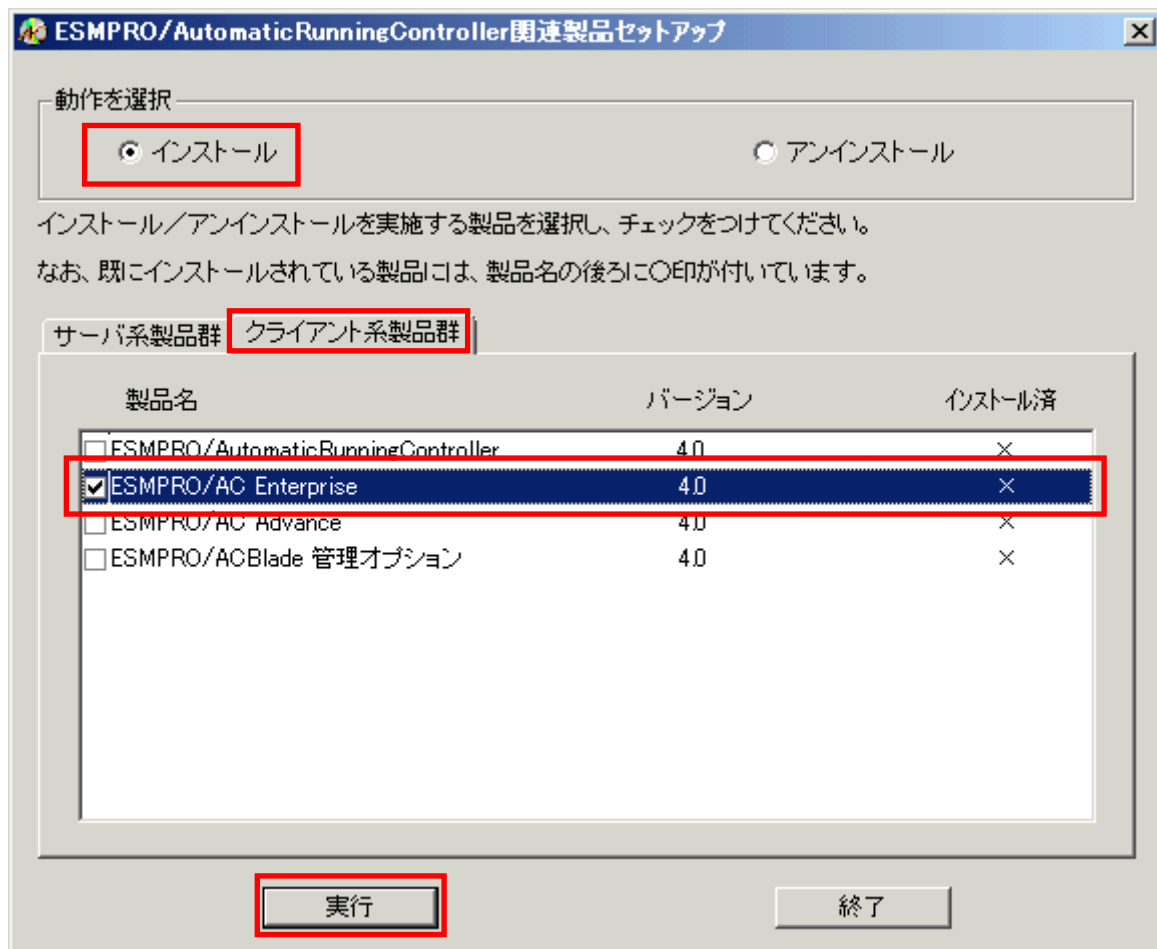 ESMPRO/AutomaticRunningController関連製品セットアップ
動作を選択
インストール アンインストール
インストール／アンインストールを実施する製品を選択し、チェックをつけてください。
なお、既にインストールされている製品には、製品名の後ろに○印が付いています。
サーバ系製品群 クライアント系製品群
製品名 バージョン インストール済
ESMPRO/AutomaticRunningController 4.0 ×
ESMPRO/AC Enterprise 4.0 ×
ESMPRO/AC Advance 4.0 ×
ESMPRO/ACBlade 管理オプション 4.0 ×
実行 終了